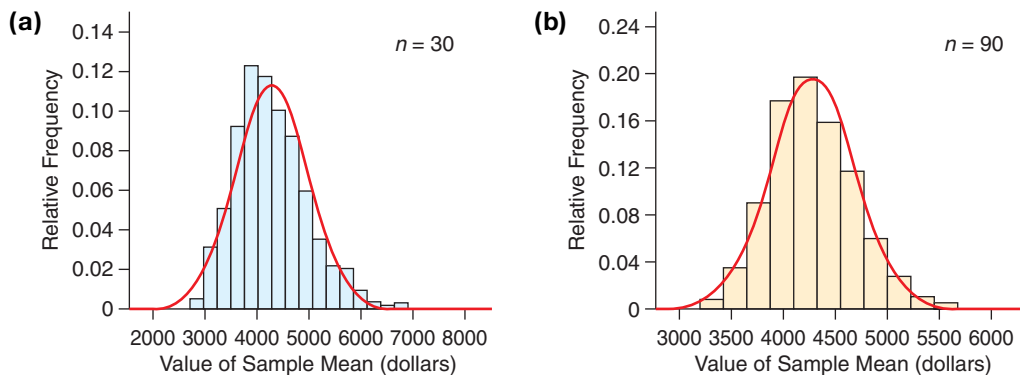 (a)
n = 30
Relative Frequency
0.14
0.12
0.10
0.08
0.06
0.04
0.02
0
2000 3000 4000 5000 6000 7000 8000
Value of Sample Mean (dollars)
(b)
n = 90
Relative Frequency
0.24
0.20
0.16
0.12
0.08
0.04
0
3000 3500 4000 4500 5000 5500 6000
Value of Sample Mean (dollars)